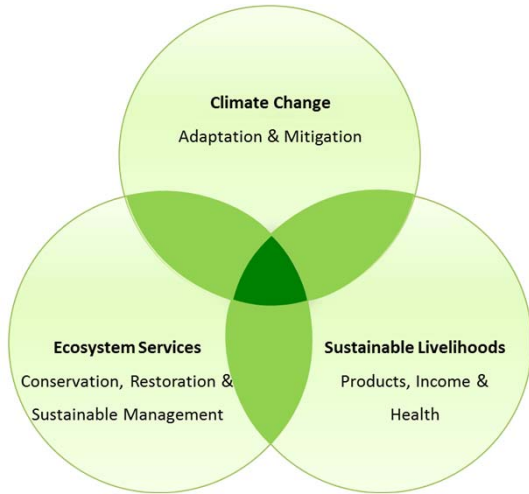 Climate Change
Adaptation & Mitigation
Ecosystem Services
Conservation, Restoration &
Sustainable Management
Sustainable Livelihoods
Products, Income &
Health